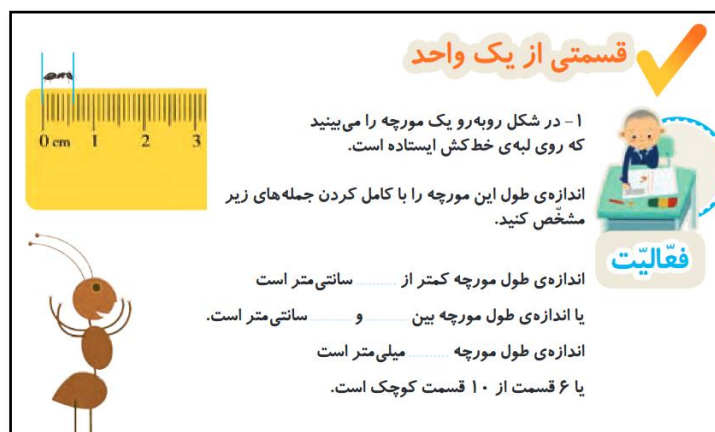 قسمتی از یک واحد
۱- در شکل روبه‌رو یک مورچه را می‌بینید
که روی لبه‌ی خط‌کش ایستاده است.
اندازه‌ی طول این مورچه را با کامل کردن جمله‌های زیر
مشخّص کنید.
فعّالیّت
اندازه‌ی طول مورچه کمتر از ........ سانتی‌متر است
یا اندازه‌ی طول مورچه بین ........ و ........ سانتی‌متر است.
اندازه‌ی طول مورچه ........ میلی‌متر است
یا ۶ قسمت از ۱۰ قسمت کوچک است.
0 cm 1 2 3